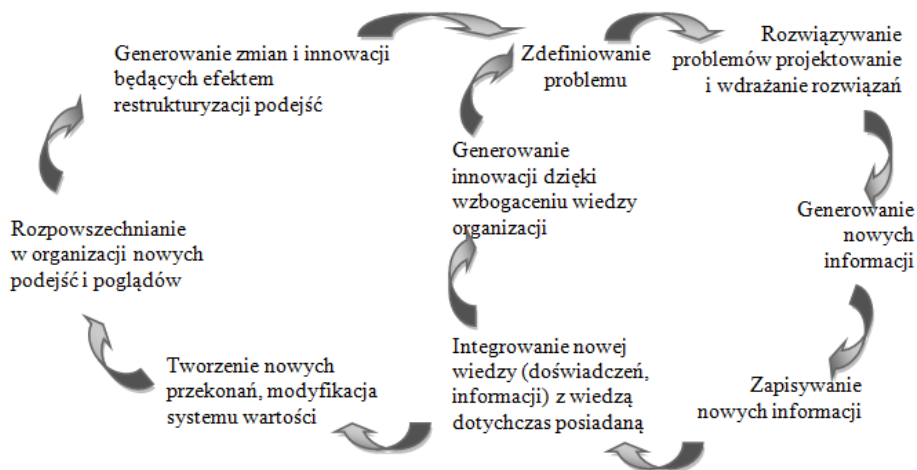 Generowanie zmian i innowacji
będących efektem
restrukturyzacji podejść
Zdefiniowanie
problemu
Rozwiązywanie
problemów projektowanie
i wdrażanie rozwiązań
Generowanie
nowych
informacji
Zapisywanie
nowych informacji
Integrowanie nowej
wiedzy (doświadczeń,
informacji) z wiedzą
dotychczas posiadaną
Generowanie
innowacji dzięki
wzbogaceniu wiedzy
organizacji
Tworzenie nowych
przekonań, modyfikacja
systemu wartości
Rozpowszechnianie
w organizacji nowych
podejść i poglądów